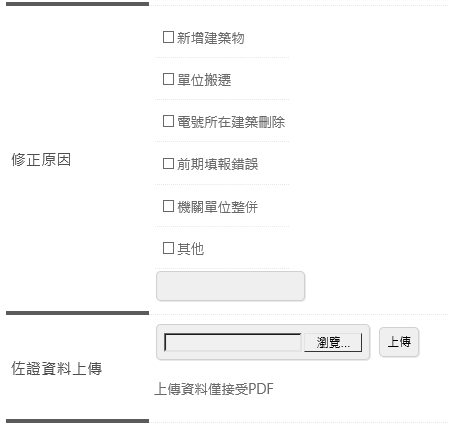 新增建築物
單位搬遷
電號所在建築刪除
修正原因
前期填報錯誤
機關單位整併
其他
瀏覽... 上傳
佐證資料上傳
上傳資料僅接受PDF